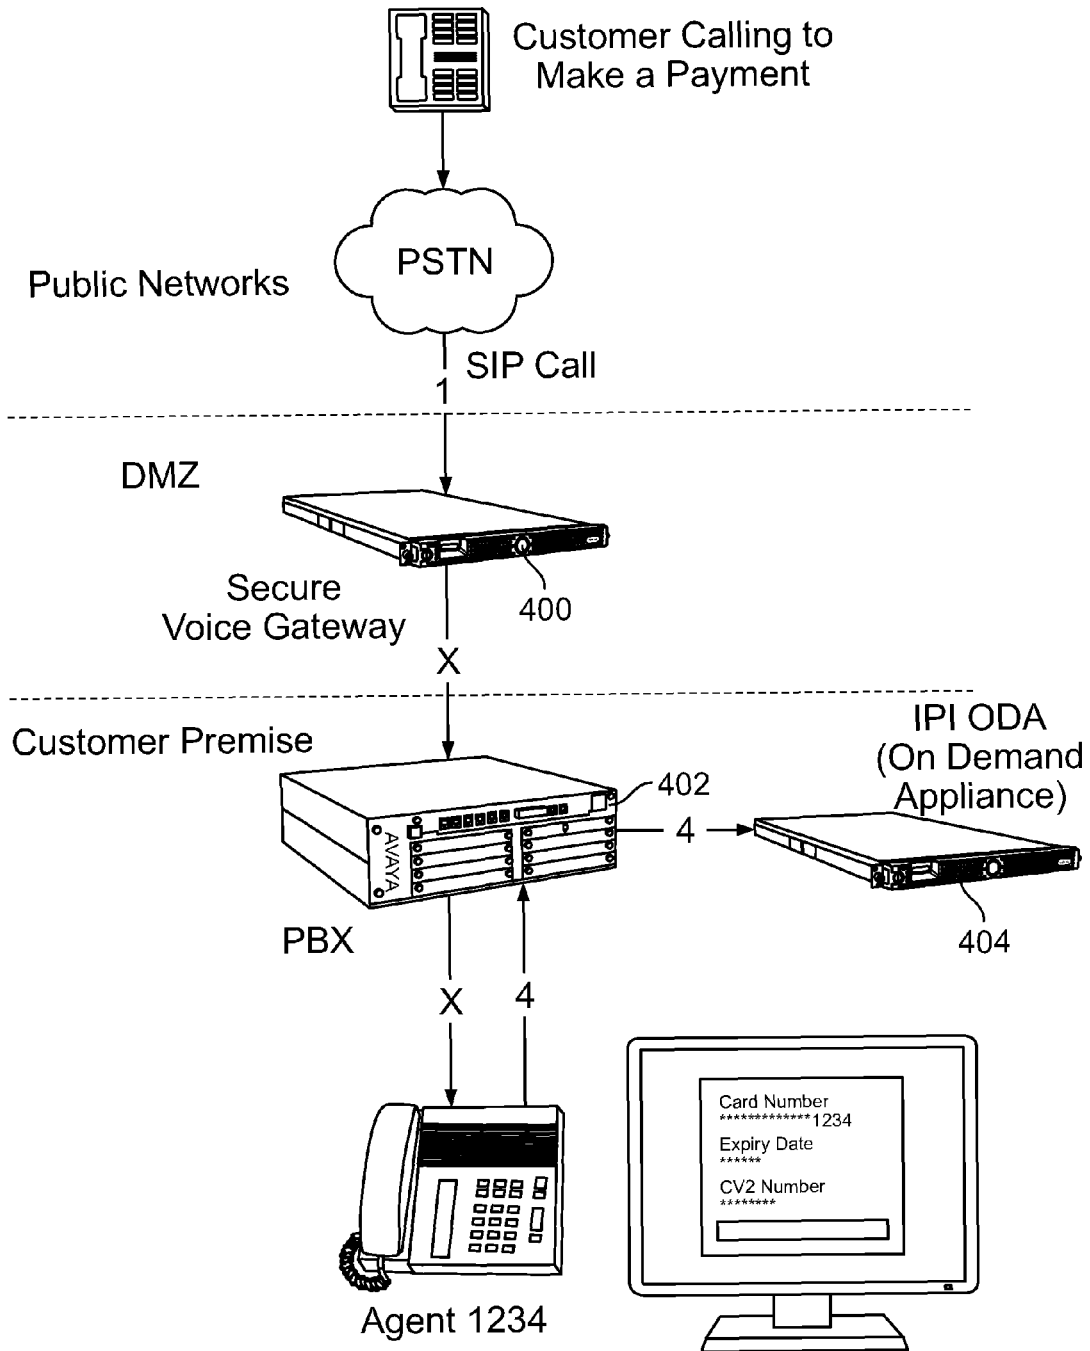 Customer Calling to
Make a Payment
PSTN
Public Networks
SIP Call
1
DMZ
400
Secure
Voice Gateway
X
Customer Premise
IPI ODA
(On Demand
Appliance)
402
4
AVAYA
404
PBX
X
4
Card Number
*************1234
Expiry Date
******
CV2 Number
********
Agent 1234